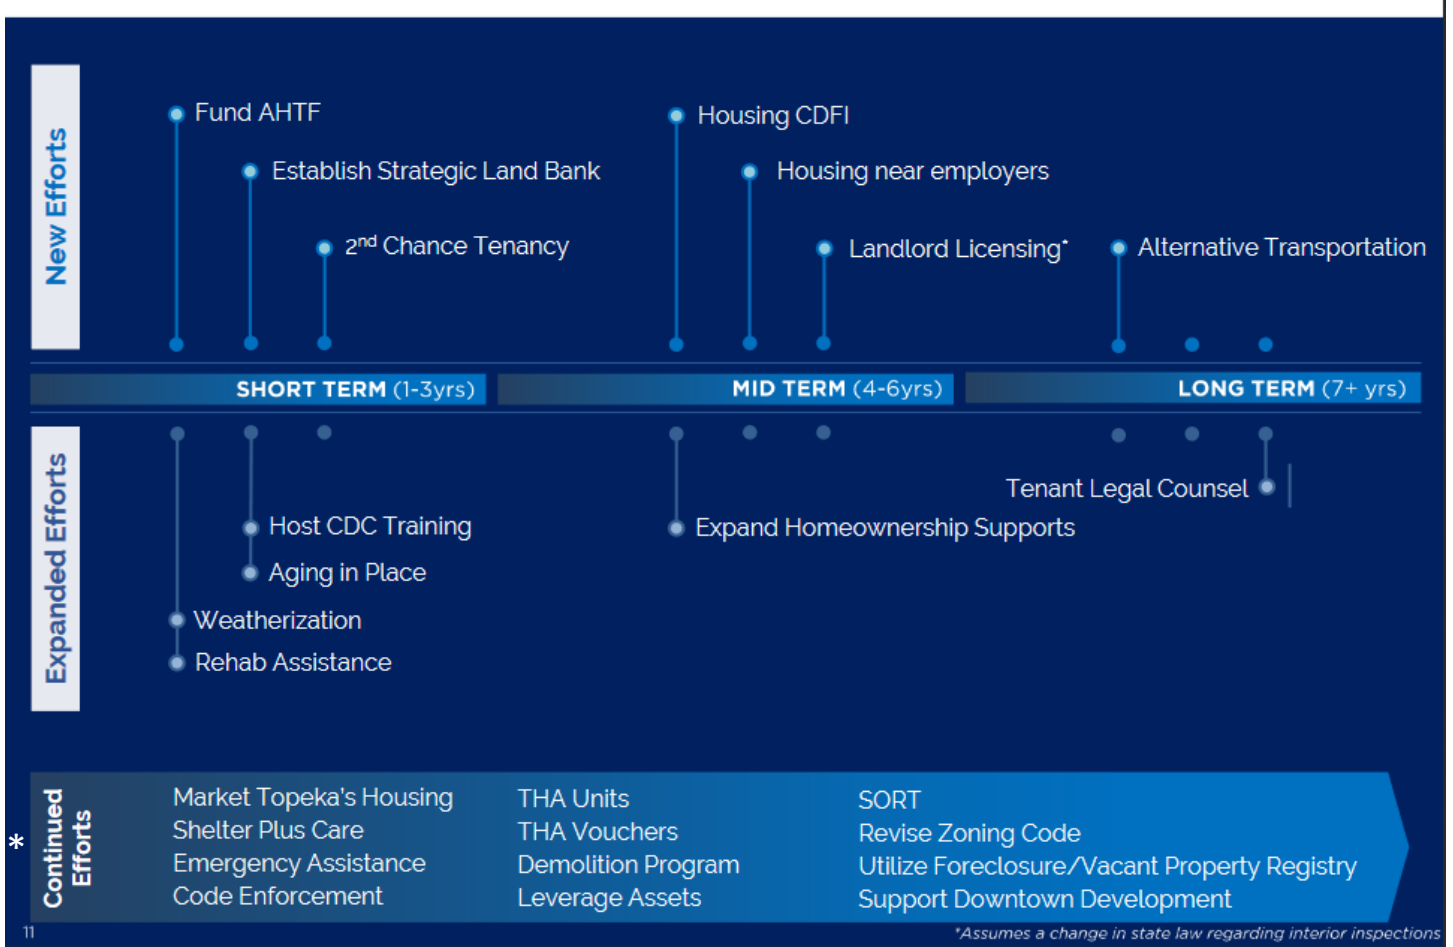 New Efforts
Fund AHTF
Establish Strategic Land Bank
2nd Chance Tenancy
Housing CDFI
Housing near employers
Landlord Licensing*
Alternative Transportation
SHORT TERM (1-3yrs)
MID TERM (4-6yrs)
LONG TERM (7+ yrs)
Expanded Efforts
Host CDC Training
Aging in Place
Weatherization
Rehab Assistance
Expand Homeownership Supports
Tenant Legal Counsel
*
Continued
Efforts
Market Topeka's Housing
Shelter Plus Care
Emergency Assistance
Code Enforcement
THA Units
THA Vouchers
Demolition Program
Leverage Assets
SORT
Revise Zoning Code
Utilize Foreclosure/Vacant Property Registry
Support Downtown Development
11
*Assumes a change in state law regarding interior inspections